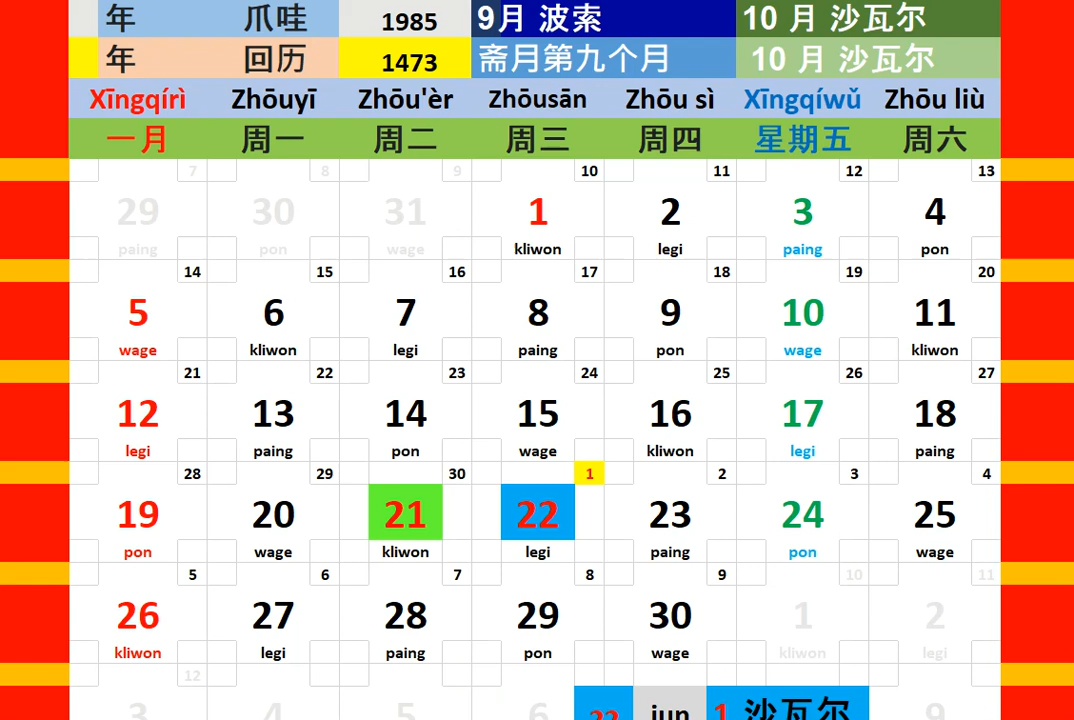 年 爪哇 1985 9月 波索 10 月 沙瓦尔
年 回历 1473 斋月第九个月 10 月 沙瓦尔
Xīngqírì Zhōuyī Zhōu'èr Zhōusān Zhōu sì Xīngqíwǔ Zhōu liù
一月 周一 周二 周三 周四 星期五 周六
7 8 9 10 11 12 13
29 30 31 1 2 3 4
paing pon wage kliwon legi paing pon
14 15 16 17 18 19 20
5 6 7 8 9 10 11
wage kliwon legi paing pon wage kliwon
21 22 23 24 25 26 27
12 13 14 15 16 17 18
legi paing pon wage kliwon legi paing
28 29 30 1 2 3 4
19 20 21 22 23 24 25
pon wage kliwon legi paing pon wage
5 6 7 8 9 10 11
26 27 28 29 30 1 2
kliwon legi paing pon wage kliwon legi
12
3 4 5 6 22 jun 1 沙瓦尔 9